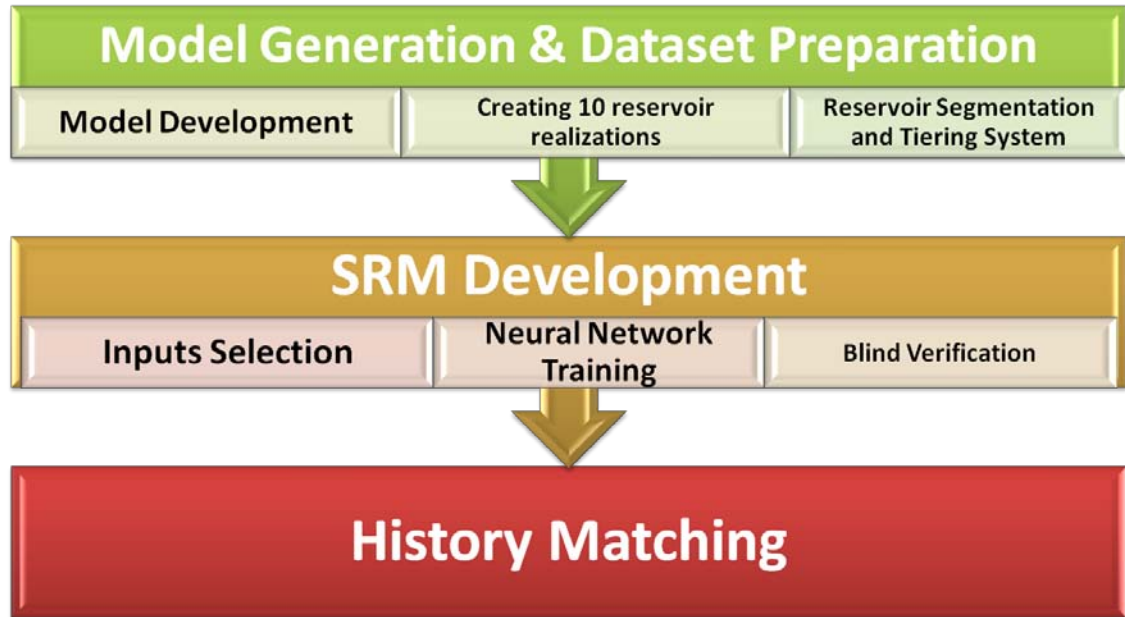 Model Generation & Dataset Preparation
Model Development
Creating 10 reservoir
realizations
Reservoir Segmentation
and Tiering System
SRM Development
Inputs Selection
Neural Network
Training
Blind Verification
History Matching